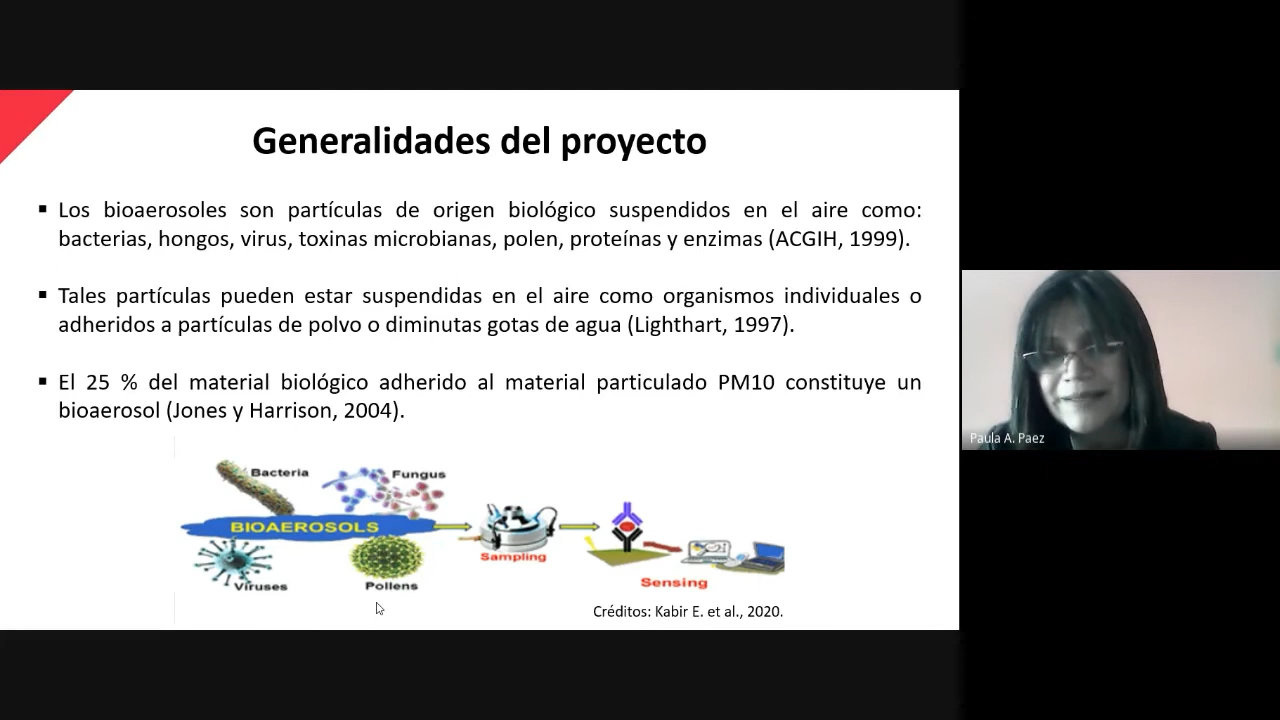 Generalidades del proyecto
▪ Los bioaerosoles son partículas de origen biológico suspendidos en el aire como:
bacterias, hongos, virus, toxinas microbianas, polen, proteínas y enzimas (ACGIH, 1999).
▪ Tales partículas pueden estar suspendidas en el aire como organismos individuales o
adheridos a partículas de polvo o diminutas gotas de agua (Lighthart, 1997).
▪ El 25 % del material biológico adherido al material particulado PM10 constituye un
bioaerosol (Jones y Harrison, 2004).
Bacteria
Fungus
BIOAEROSOLS
Sampling
Viruses
Pollens
Sensing
Créditos: Kabir E. et al., 2020.
Paula A. Paez